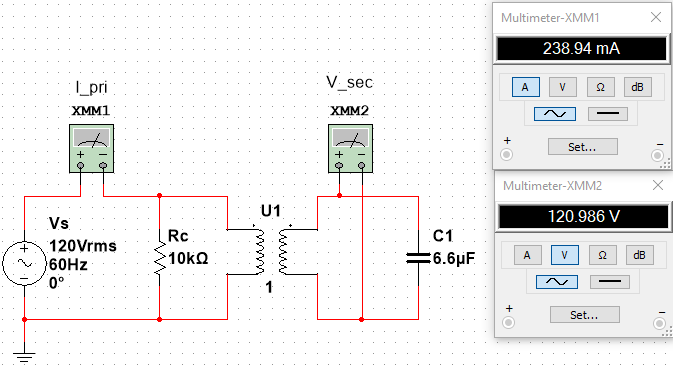 Multimeter-XMM1
238.94 mA
A V Ω dB
+ Set... −
Multimeter-XMM2
120.986 V
A V Ω dB
+ Set... −
I_pri
XMM1
V_sec
XMM2
Vs
120Vrms
60Hz
0°
Rc
10kΩ
U1
1
C1
6.6µF